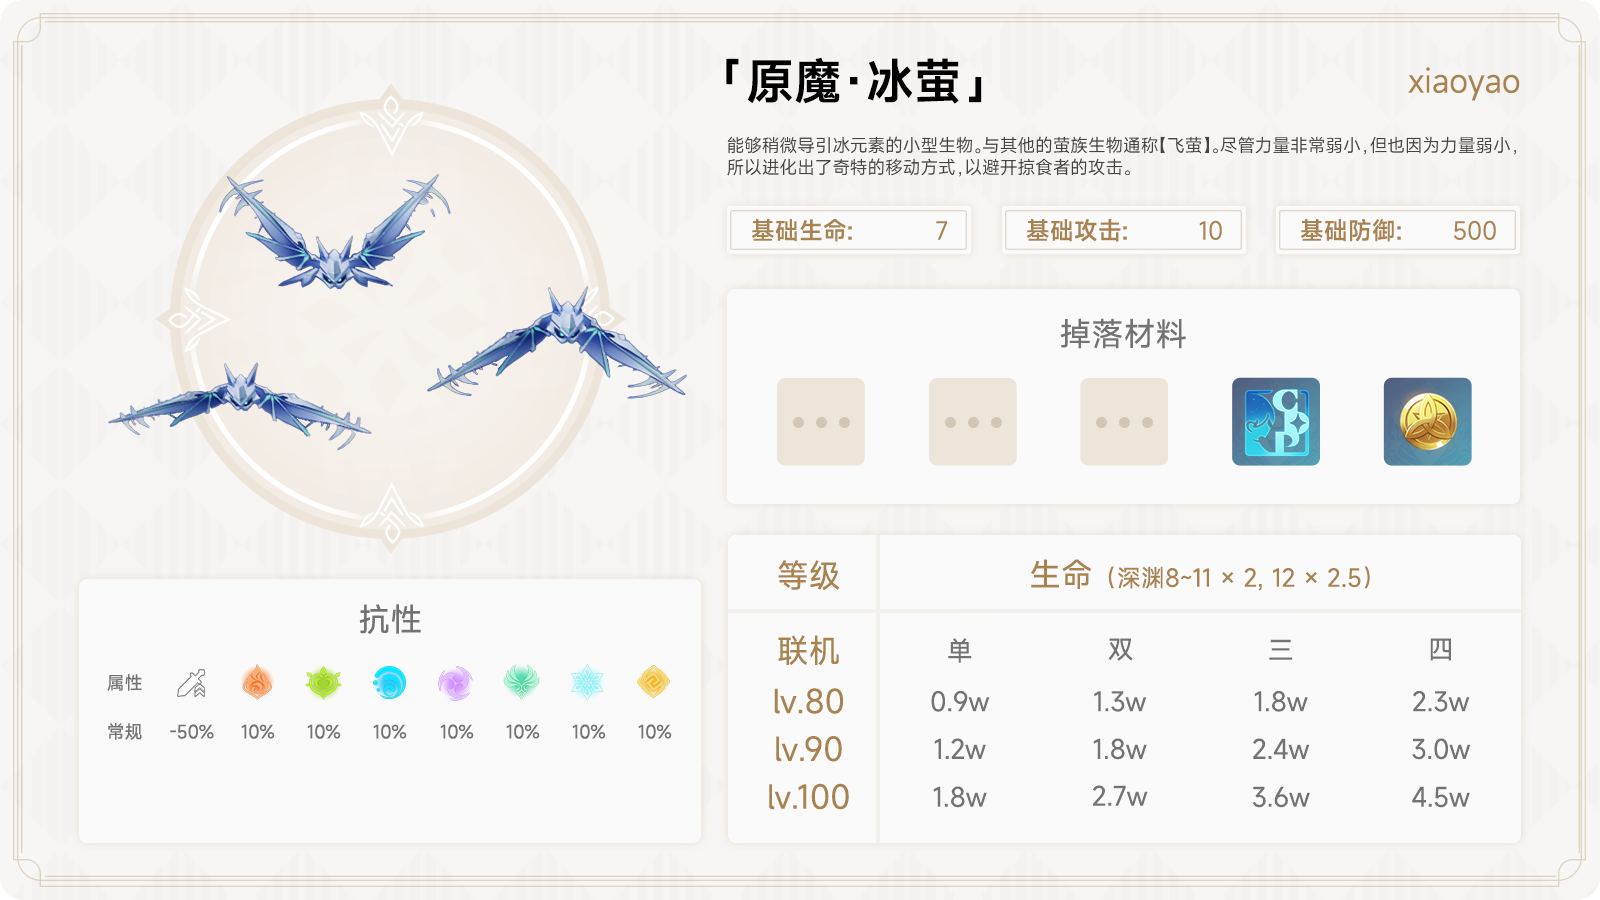 「原魔·冰萤」
xiaoyao
能够稍微导引冰元素的小型生物。与其他的萤族生物通称【飞萤】。尽管力量非常弱小，但也因为力量弱小，
所以进化出了奇特的移动方式，以避开掠食者的攻击。
基础生命: 7
基础攻击: 10
基础防御: 500
掉落材料
COP
等级 生命（深渊8~11 × 2, 12 × 2.5）
联机 单 双 三 四
lv.80 0.9w 1.3w 1.8w 2.3w
lv.90 1.2w 1.8w 2.4w 3.0w
lv.100 1.8w 2.7w 3.6w 4.5w
抗性
属性
常规 -50% 10% 10% 10% 10% 10% 10% 10%